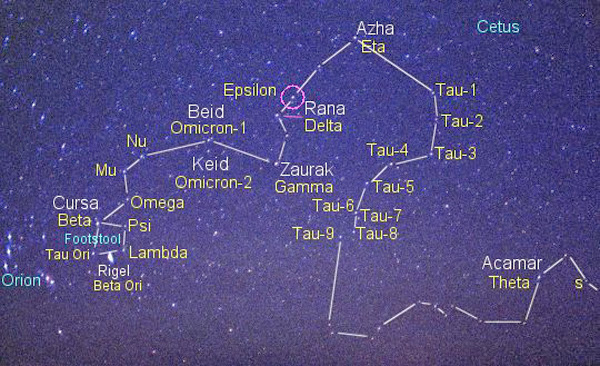 Azha
Eta
Cetus
Epsilon
Tau-1
Rana
Delta
Beid
Omicron-1
Tau-2
Nu
Tau-4
Tau-3
Keid
Omicron-2
Mu
Zaurak
Gamma
Tau-5
Cursa
Beta
Omega
Tau-6
Tau-7
Psi
Footstool
Tau-9
Tau-8
Tau Ori
Lambda
Rigel
Beta Ori
Orion
Acamar
Theta
s